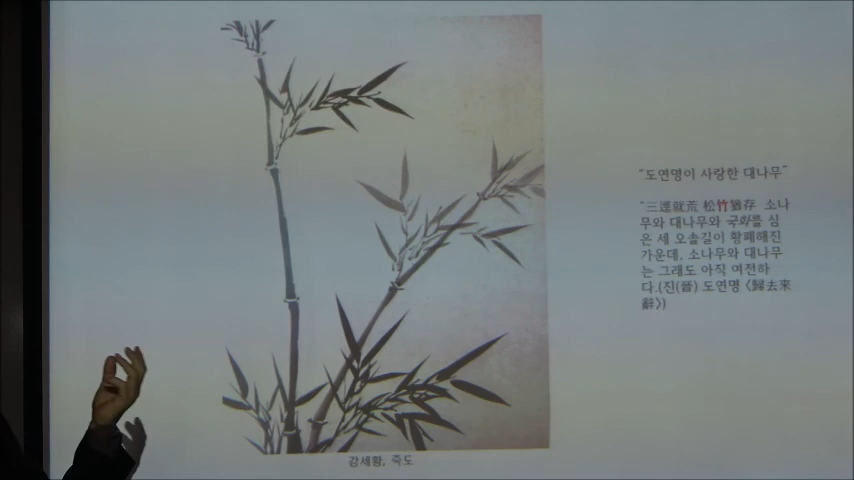 "도연명이 사랑한 대나무"
"三逕就荒 松竹猶存 소나
무와 대나무와 국화를 심
은 세 오솔길이 황폐해진
가운데, 소나무와 대나무
는 그래도 아직 여전하
다.(진(晉) 도연명 〈歸去來
辭〉)
강세황, 죽도